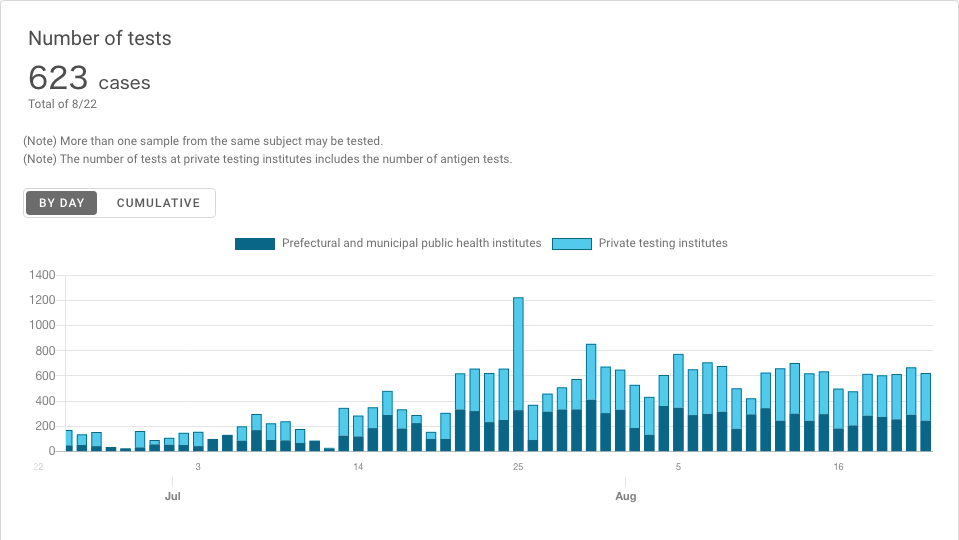 Number of tests
623 cases
Total of 8/22
(Note) More than one sample from the same subject may be tested.
(Note) The number of tests at private testing institutes includes the number of antigen tests.
BY DAY CUMULATIVE
Prefectural and municipal public health institutes Private testing institutes
1400
1200
1000
800
600
400
200
0
22 3 14 25 5 16
Jul Aug